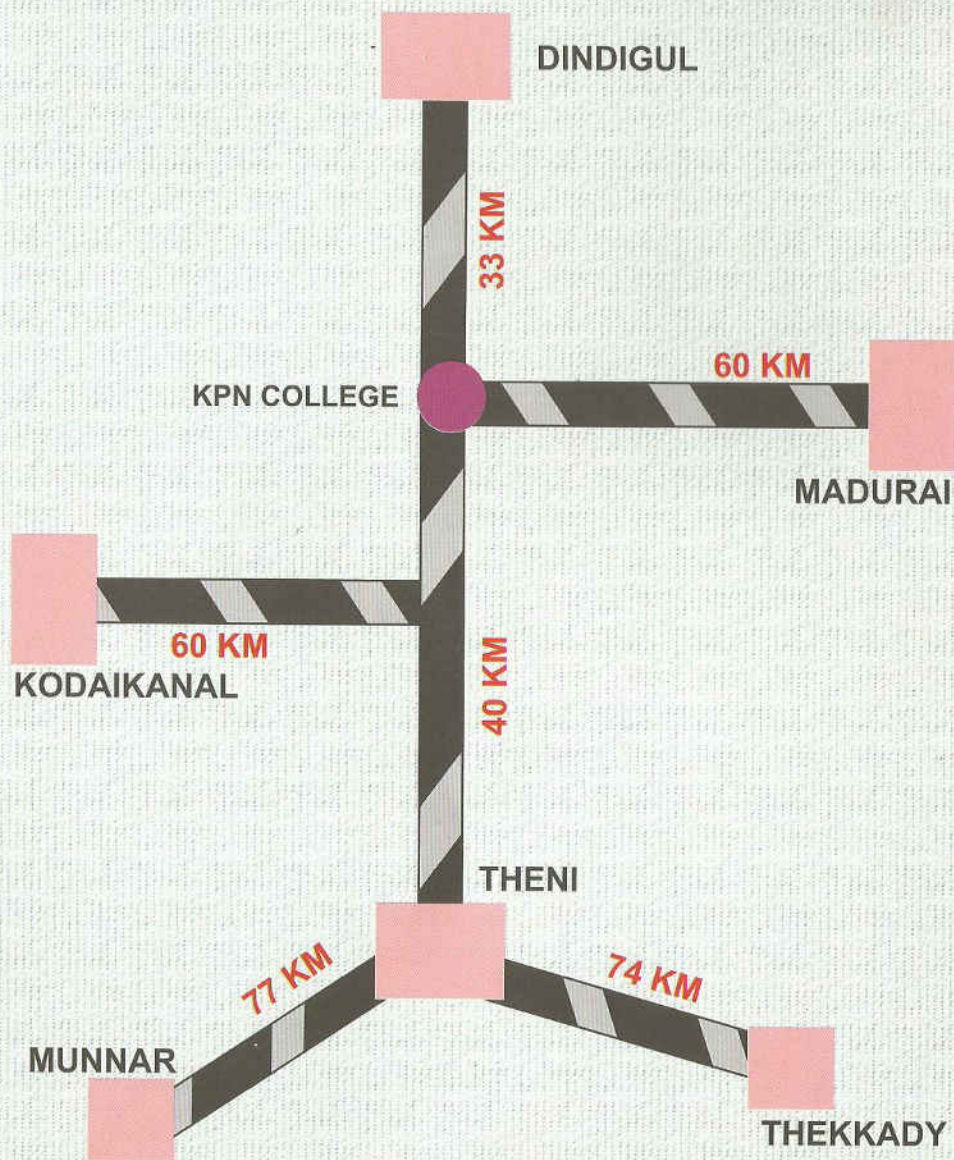 DINDIGUL
33 KM
60 KM
KPN COLLEGE
MADURAI
60 KM
KODAIKANAL
40 KM
THENI
77 KM
74 KM
MUNNAR
THEKKADY